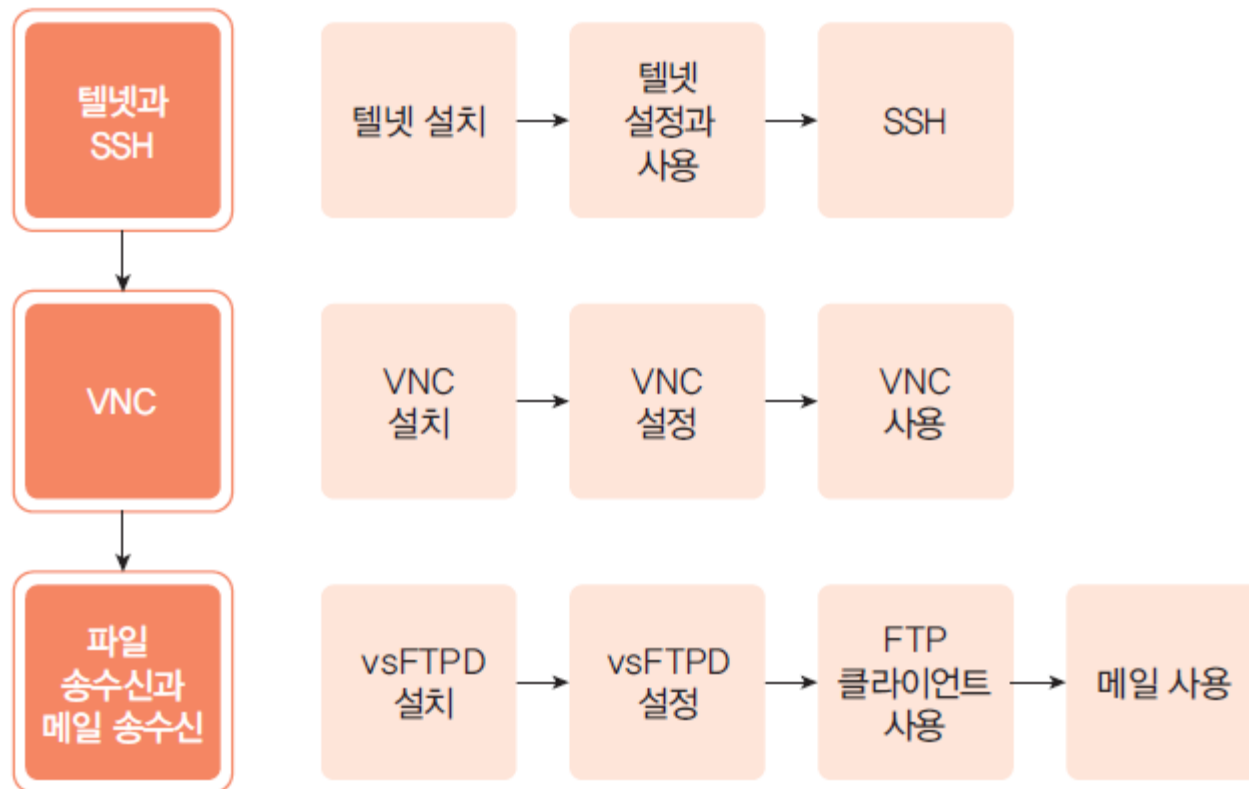 텔넷과
SSH
텔넷 설치
텔넷
설정과
사용
SSH
VNC
VNC
설치
VNC
설정
VNC
사용
파일
송수신과
메일 송수신
vsFTPD
설치
vsFTPD
설정
FTP
클라이언트
사용
메일 사용